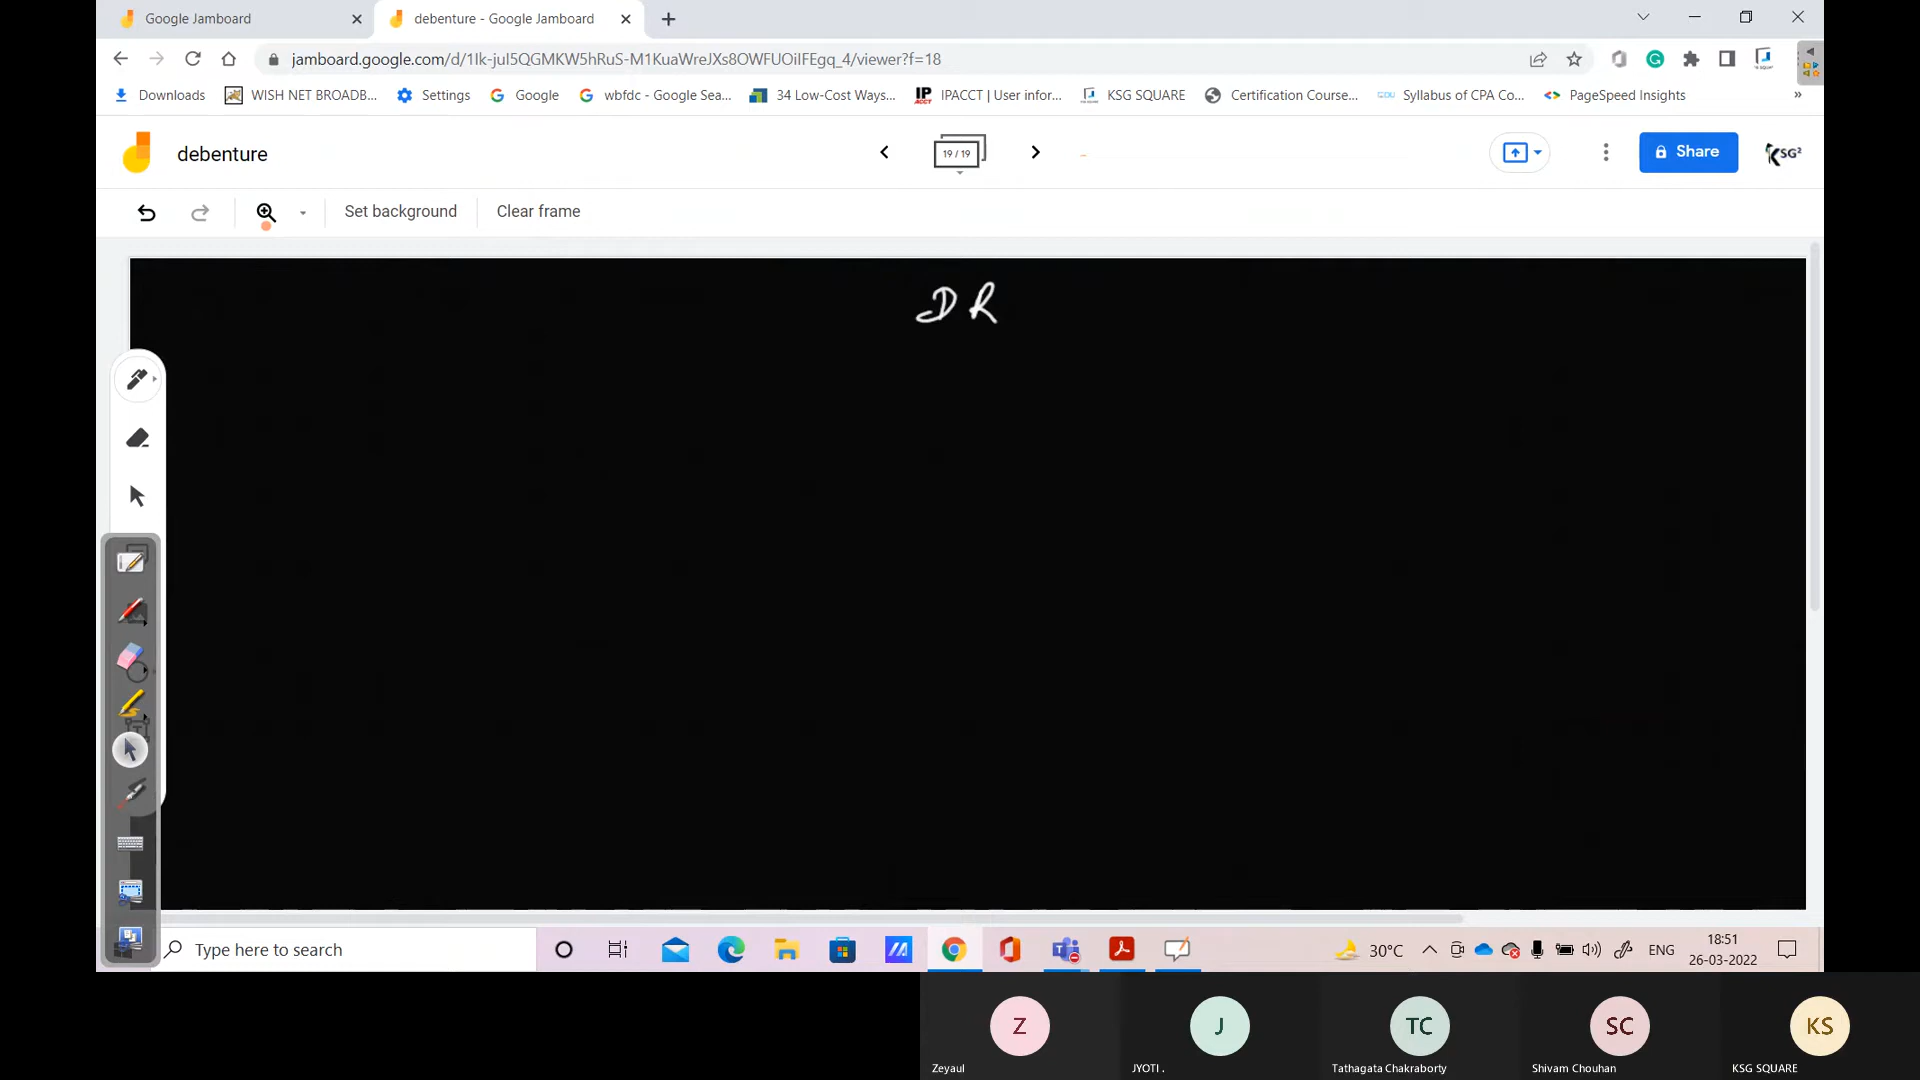 Google Jamboard
debenture - Google Jamboard
jamboard.google.com/d/1Ik-juI5QGMKW5hRuS-M1KuaWreJXs8OWFUOiIFEgq_4/viewer?f=18
Downloads WISH NET BROADB... Settings Google wbfdc - Google Sea... 34 Low-Cost Ways... IP IPACCT | User infor... KSG SQUARE Certification Course... Syllabus of CPA Co... PageSpeed Insights »
debenture
19 / 19
Share
KSG²
Set background
Clear frame
D R
Type here to search
30°C
ENG
18:51
26-03-2022
Z J TC SC KS
Zeyaul JYOTI . Tathagata Chakraborty Shivam Chouhan KSG SQUARE